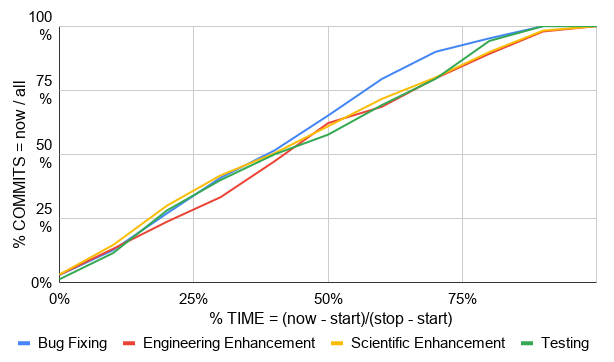 100
%
75
%
50
%
25
%
0%
% COMMITS = now / all
0%
25%
50%
75%
% TIME = (now - start)/(stop - start)
Bug Fixing
Engineering Enhancement
Scientific Enhancement
Testing